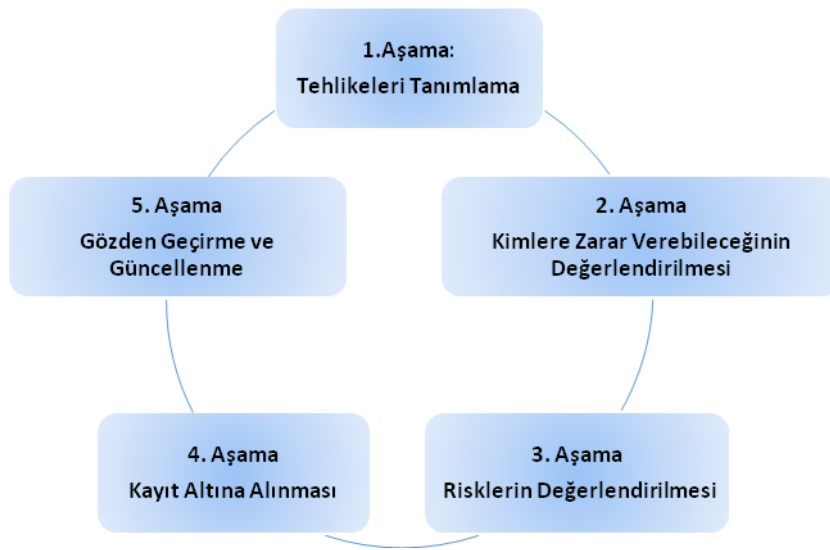 1.Aşama:
Tehlikeleri Tanımlama
2. Aşama
Kimlere Zarar Verebileceğinin
Değerlendirilmesi
3. Aşama
Risklerin Değerlendirilmesi
4. Aşama
Kayıt Altına Alınması
5. Aşama
Gözden Geçirme ve
Güncellenme